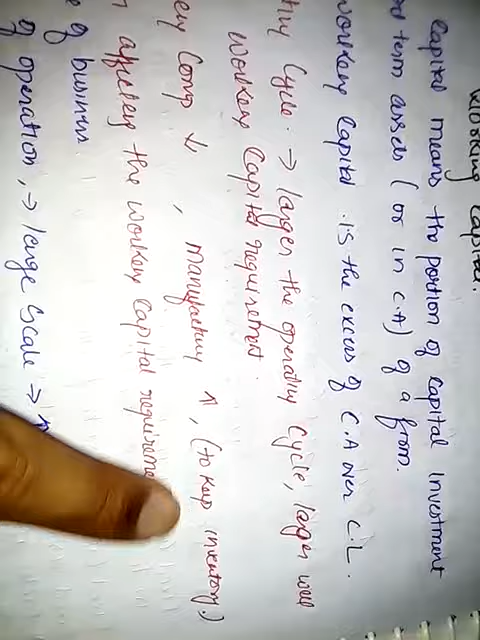 Working Capital.
Capital means the portion of capital investment
term assets (or in C.A) of a from.
working Capital . is the excess of C.A over C.L.
Cycle. → larger the operating cycle, larger will
working Capital requirement.
Comp ↓ , manufacturing ↑, (to keep inventory.)
affecting the working capital requireme
of business
of operation, → large scale →